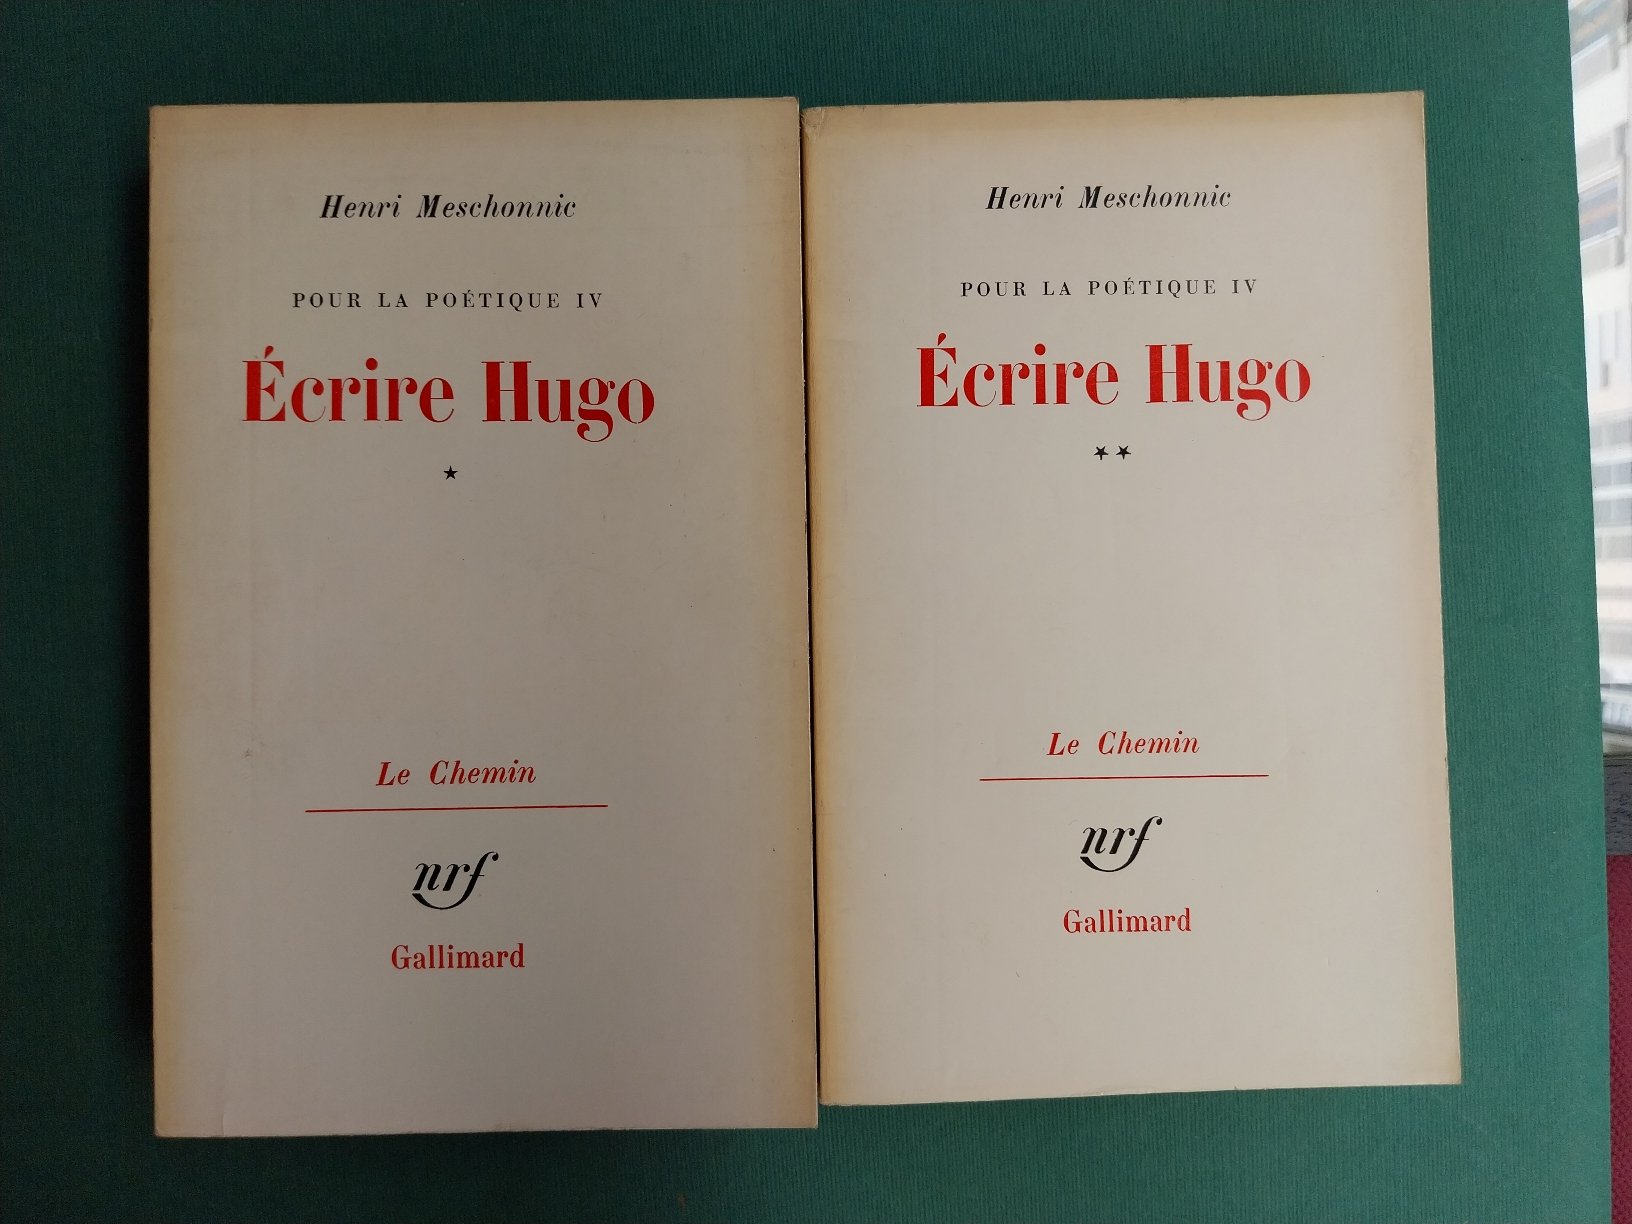 Henri Meschonnic
POUR LA POÉTIQUE IV
Écrire Hugo
★
Le Chemin
nrf
Gallimard
Henri Meschonnic
POUR LA POÉTIQUE IV
Écrire Hugo
★★
Le Chemin
nrf
Gallimard